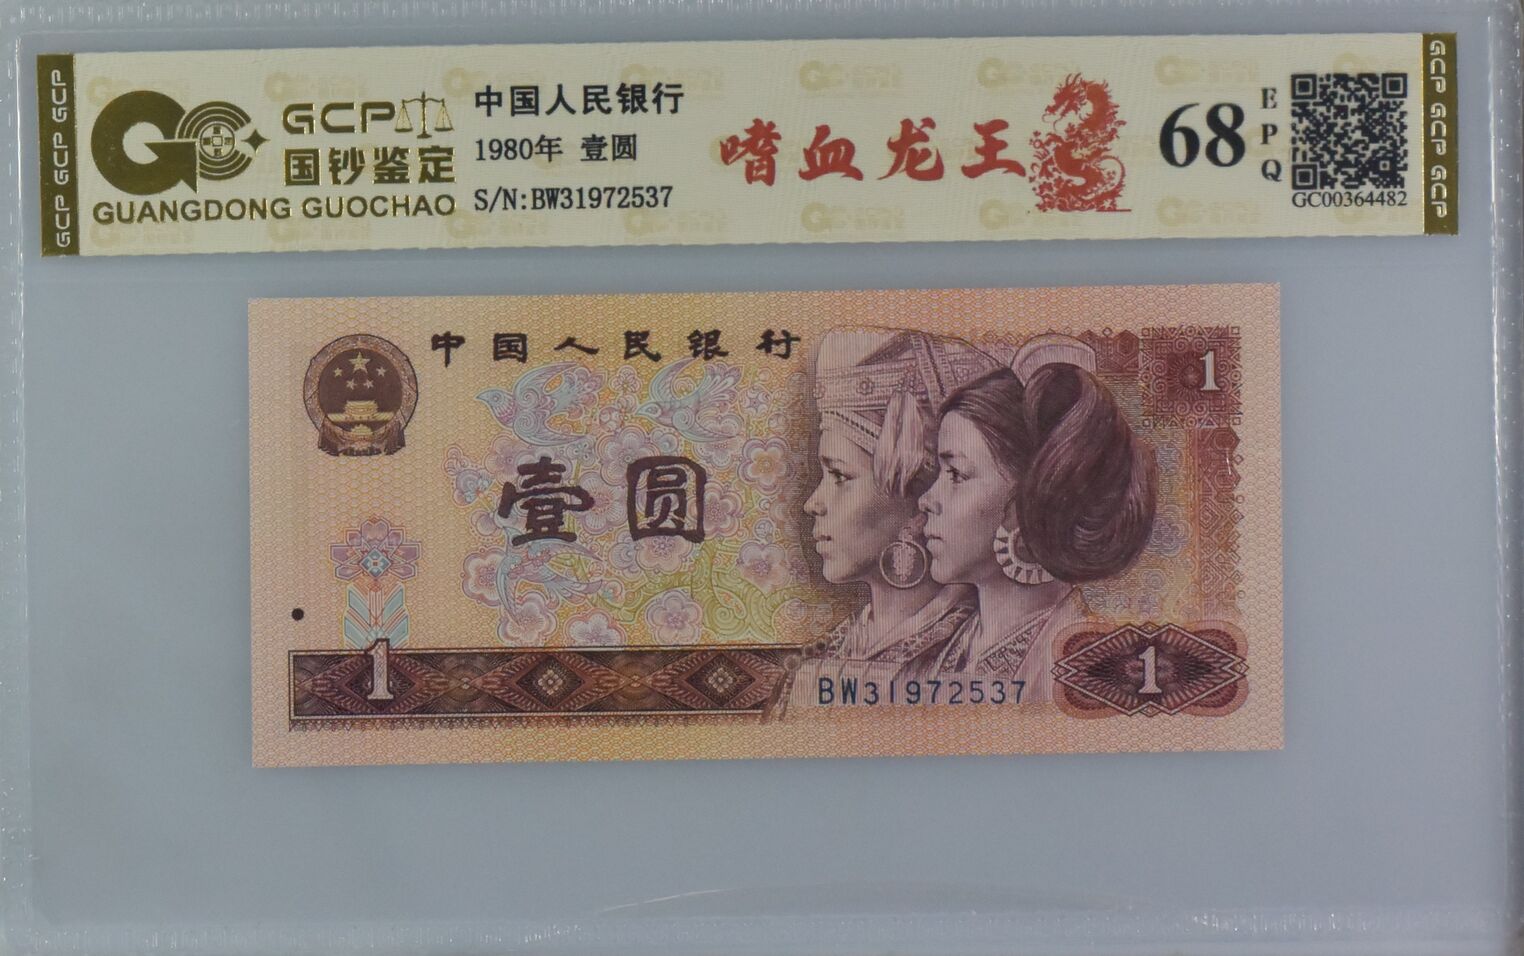 GCP GCP GCP
GCP
国钞鉴定
GUANGDONG GUOCHAO
中国人民银行
1980年 壹圆
S/N:BW31972537
嗜血龙王
68
EPQ
GC00364482
GCP GCP GCP
中国人民银行
1
壹圆
1
BW31972537
1